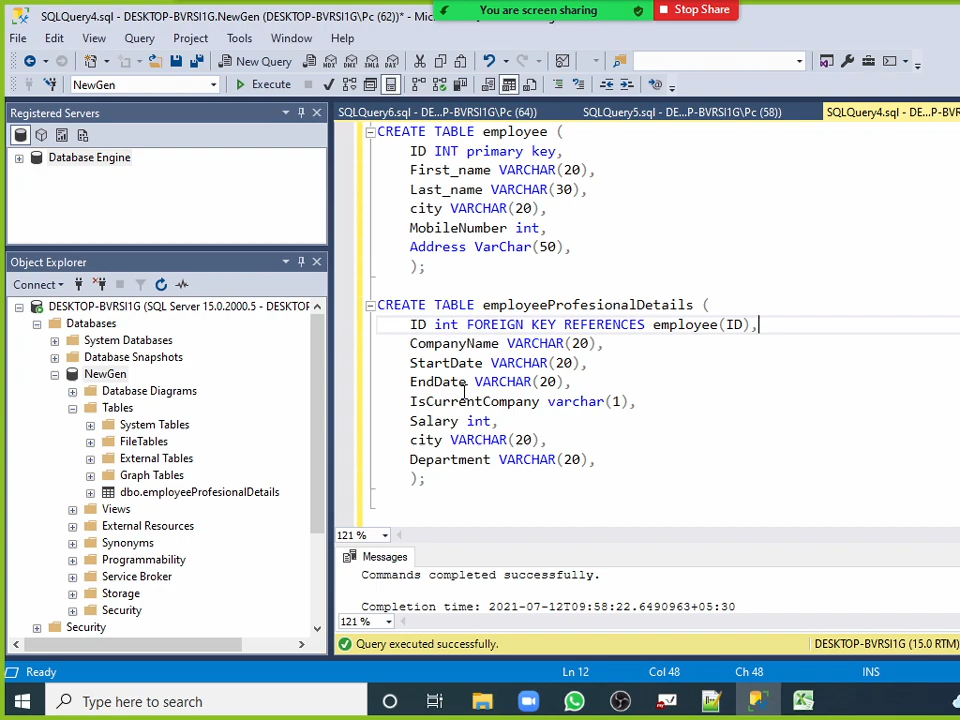 You are screen sharing
Stop Share
SQLQuery4.sql - DESKTOP-BVRSI1G.NewGen (DESKTOP-BVRSI1G\Pc (62))* - Mic
File Edit View Query Project Tools Window Help
New Query
NewGen
Execute
Registered Servers
Database Engine
Object Explorer
Connect
DESKTOP-BVRSI1G (SQL Server 15.0.2000.5 - DESKTOP
Databases
System Databases
Database Snapshots
NewGen
Database Diagrams
Tables
System Tables
FileTables
External Tables
Graph Tables
dbo.employeeProfesionalDetails
Views
External Resources
Synonyms
Programmability
Service Broker
Storage
Security
Security
SQLQuery6.sql - DE...P-BVRSI1G\Pc (64)) SQLQuery5.sql - DE...P-BVRSI1G\Pc (58)) SQLQuery4.sql - DE...P-BVR
CREATE TABLE employee (
ID INT primary key,
First_name VARCHAR(20),
Last_name VARCHAR(30),
city VARCHAR(20),
MobileNumber int,
Address VarChar(50),
);
CREATE TABLE employeeProfesionalDetails (
ID int FOREIGN KEY REFERENCES employee(ID),
CompanyName VARCHAR(20),
StartDate VARCHAR(20),
EndDate VARCHAR(20),
IsCurrentCompany varchar(1),
Salary int,
city VARCHAR(20),
Department VARCHAR(20),
);
121 %
Messages
Commands completed successfully.
Completion time: 2021-07-12T09:58:22.6490963+05:30
121 %
Query executed successfully. DESKTOP-BVRSI1G (15.0 RTM)
Ready Ln 12 Col 48 Ch 48 INS
Type here to search